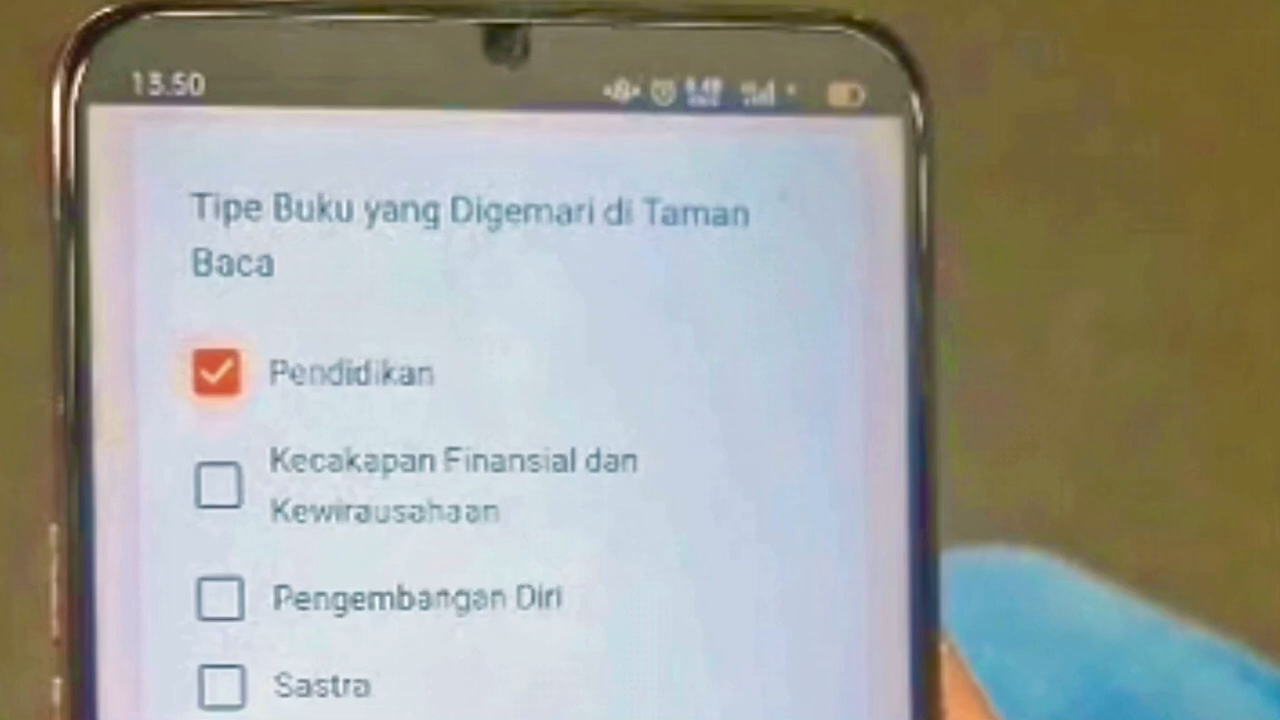 13.50
Tipe Buku yang Digemari di Taman
Baca
Pendidikan
Kecakapan Finansial dan
Kewirausahaan
Pengembangan Diri
Sastra